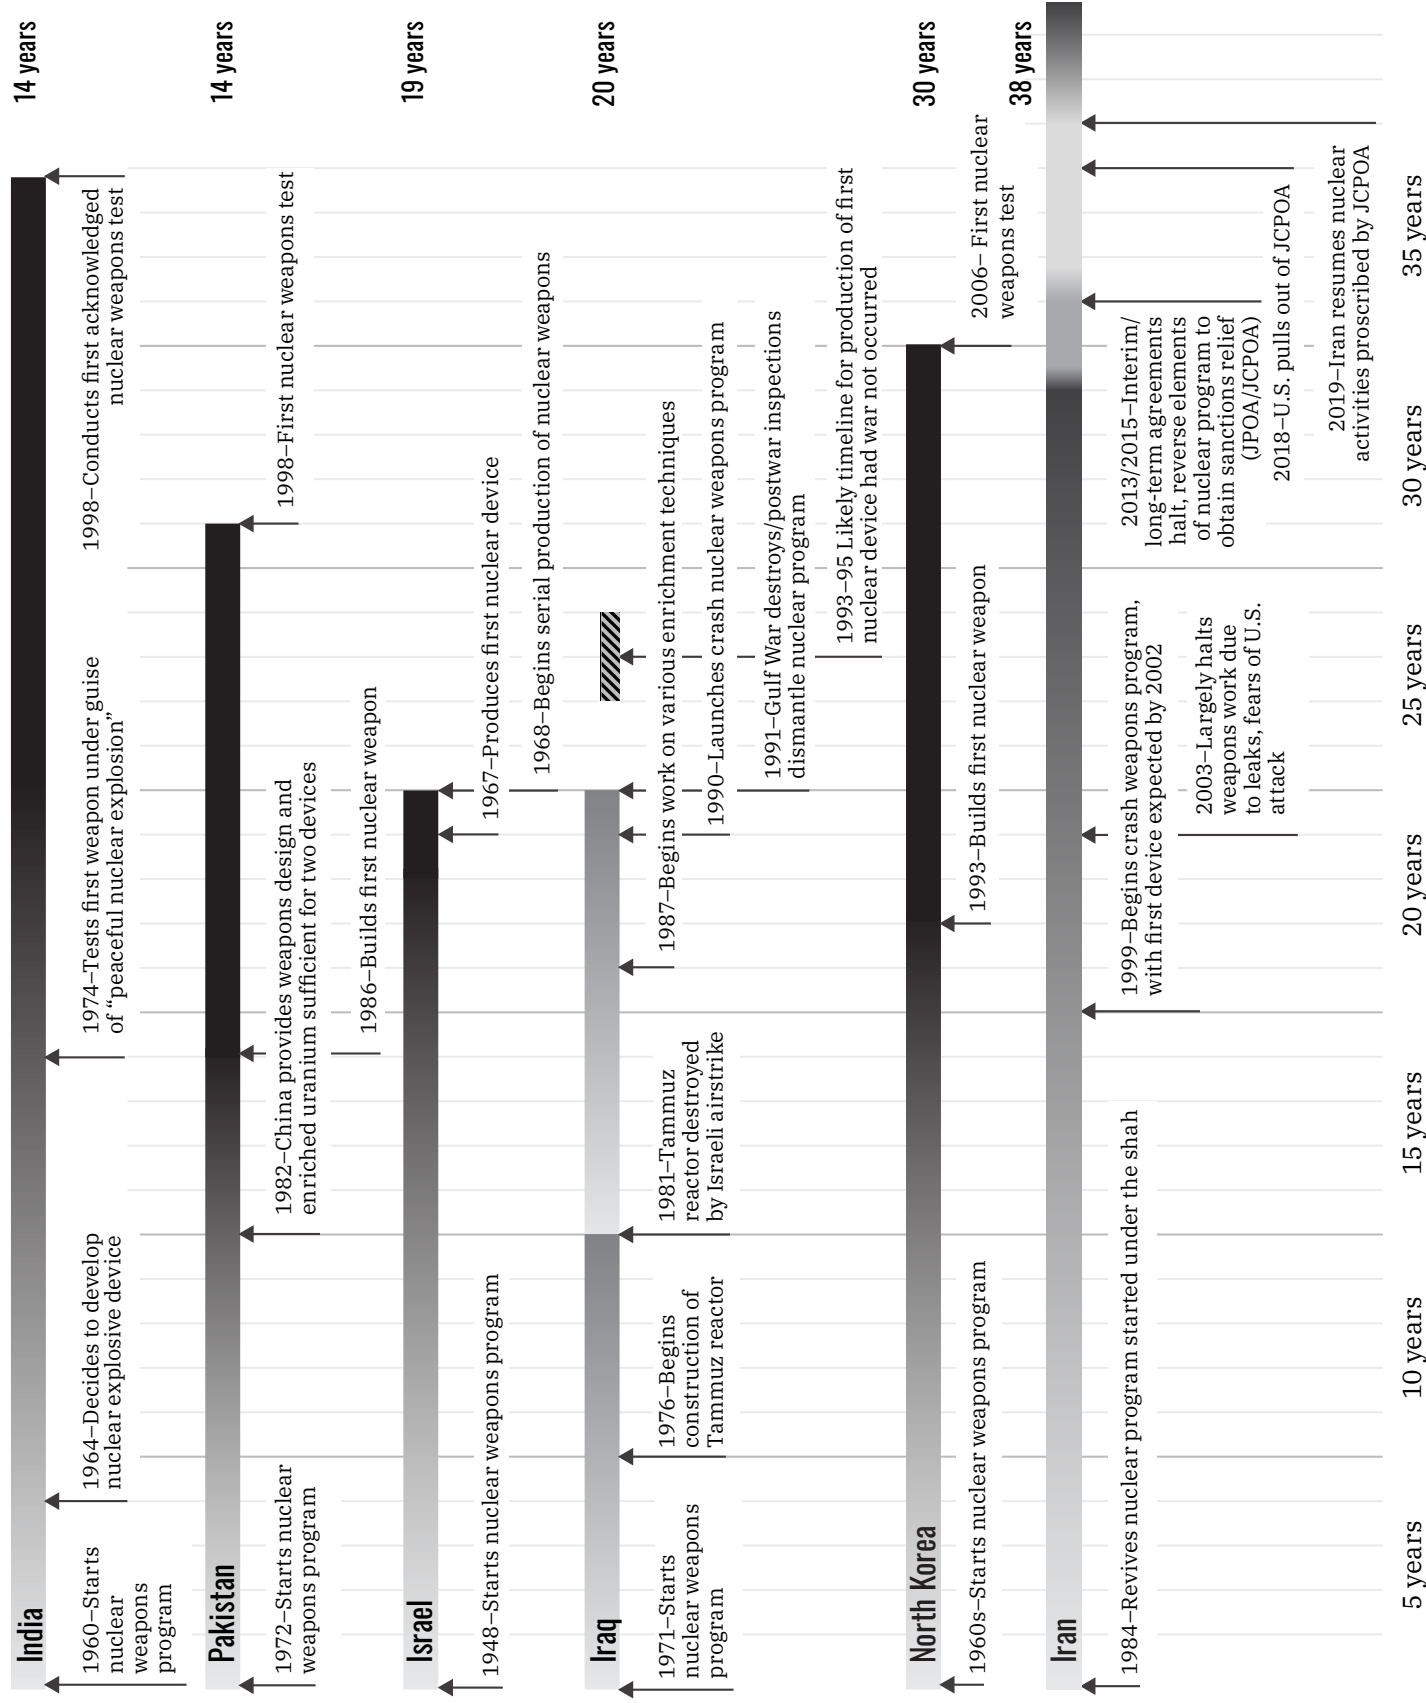 India
14 years
1960–Starts
nuclear
weapons
program
1964–Decides to develop
nuclear explosive device
1974–Tests first weapon under guise
of “peaceful nuclear explosion”
1998–Conducts first acknowledged
nuclear weapons test
Pakistan
14 years
1972–Starts nuclear
weapons program
1982–China provides weapons design and
enriched uranium sufficient for two devices
1986–Builds first nuclear weapon
1998–First nuclear weapons test
Israel
19 years
1948–Starts nuclear weapons program
1967–Produces first nuclear device
1968–Begins serial production of nuclear weapons
Iraq
20 years
1971–Starts
nuclear weapons
program
1976–Begins
construction of
Tammuz reactor
1981–Tammuz
reactor destroyed
by Israeli airstrike
1987–Begins work on various enrichment techniques
1990–Launches crash nuclear weapons program
1991–Gulf War destroys/postwar inspections
dismantle nuclear program
1993–95 Likely timeline for production of first
nuclear device had war not occurred
North Korea
30 years
1960s–Starts nuclear weapons program
1993–Builds first nuclear weapon
2006– First nuclear
weapons test
Iran
38 years
1984–Revives nuclear program started under the shah
1999–Begins crash weapons program,
with first device expected by 2002
2003–Largely halts
weapons work due
to leaks, fears of U.S.
attack
2013/2015–Interim/
long-term agreements
halt, reverse elements
of nuclear program to
obtain sanctions relief
(JPOA/JCPOA)
2018–U.S. pulls out of JCPOA
2019–Iran resumes nuclear
activities proscribed by JCPOA
5 years
10 years
15 years
20 years
25 years
30 years
35 years